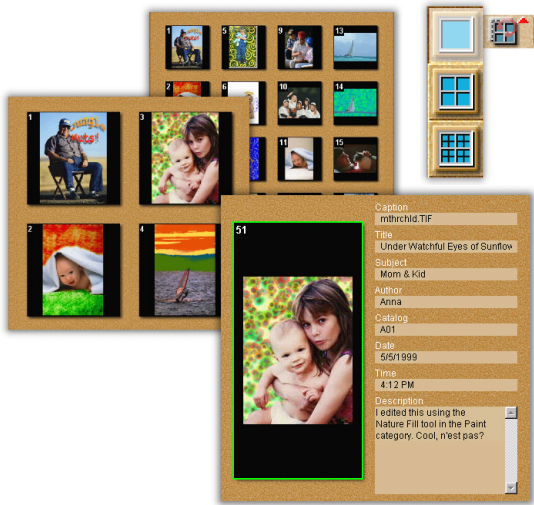 1
5
9
13
2
6
10
14
11
15
1
3
Jungle
Nuts!
2
4
51
Caption
mthrchld.TIF
Title
Under Watchful Eyes of Sunflow
Subject
Mom & Kid
Author
Anna
Catalog
A01
Date
5/5/1999
Time
4:12 PM
Description
I edited this using the
Nature Fill tool in the Paint
category. Cool, n'est pas?